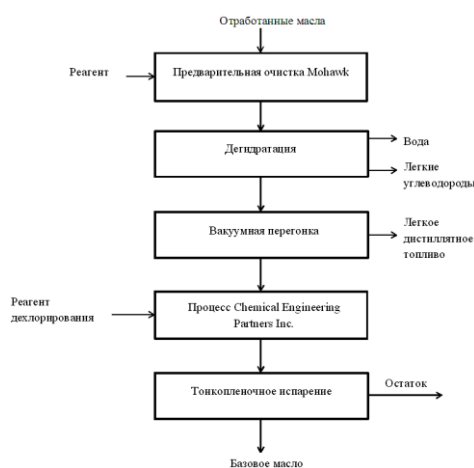 Отработанные масла
Реагент
Предварительная очистка Mohawk
Дегидратация
Вода
Легкие
углеводороды
Вакуумная перегонка
Легкое
дистиллятное
топливо
Реагент
дехлорирования
Процесс Chemical Engineering
Partners Inc.
Тонкопленочное испарение
Остаток
Базовое масло